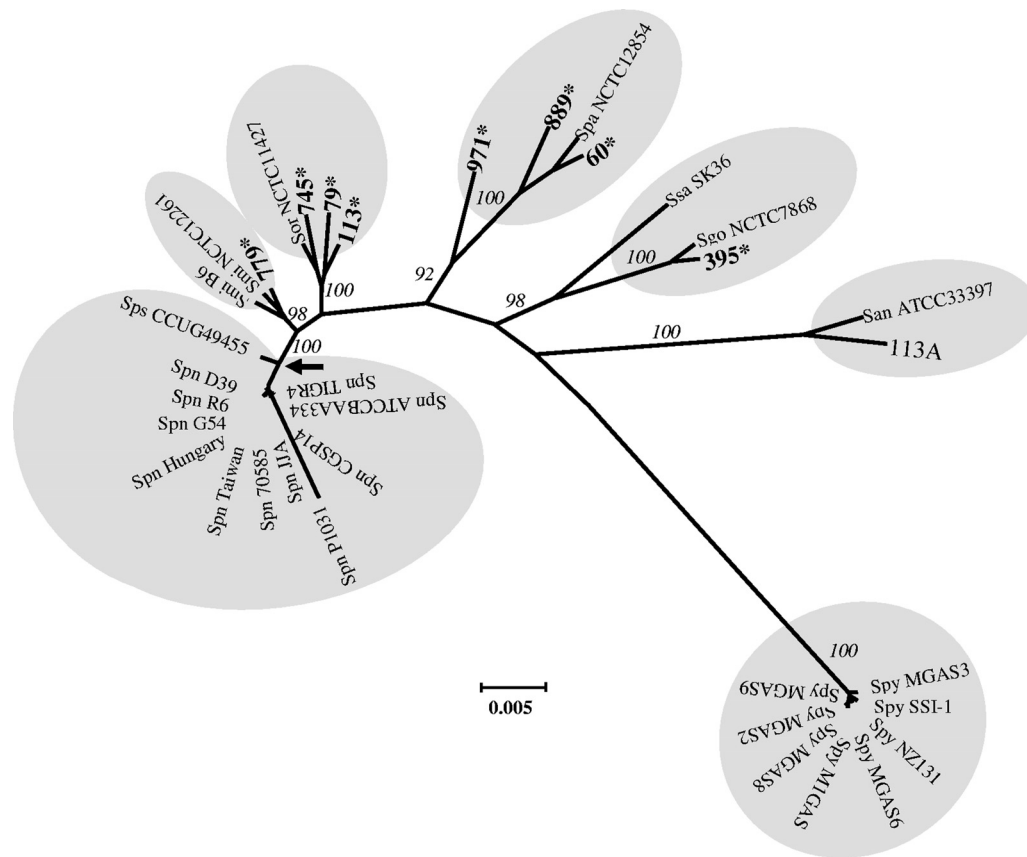 971*
100
889*
Spa NCTC12854
60*
Sor NCTC11427
745*
79*
113*
100
Smi B6
Smi NCTC12261
779*
98
92
Ssa SK36
Sgo NCTC7868
100
395*
98
San ATCC33397
100
113A
Sps CCUG49455
100
Spn D39
Spn R6
Spn G54
Spn Hungary
Spn Taiwan
Spn 70585
Spn JJA
Spn P1031
Spn CGSP14
Spn ATCCBAA334
Spn TIGR4
0.005
100
Spy MGAS9
Spy MGAS2
Spy MGAS8
Spy M1GAS
Spy MGAS6
Spy NZ131
Spy SSI-1
Spy MGAS3